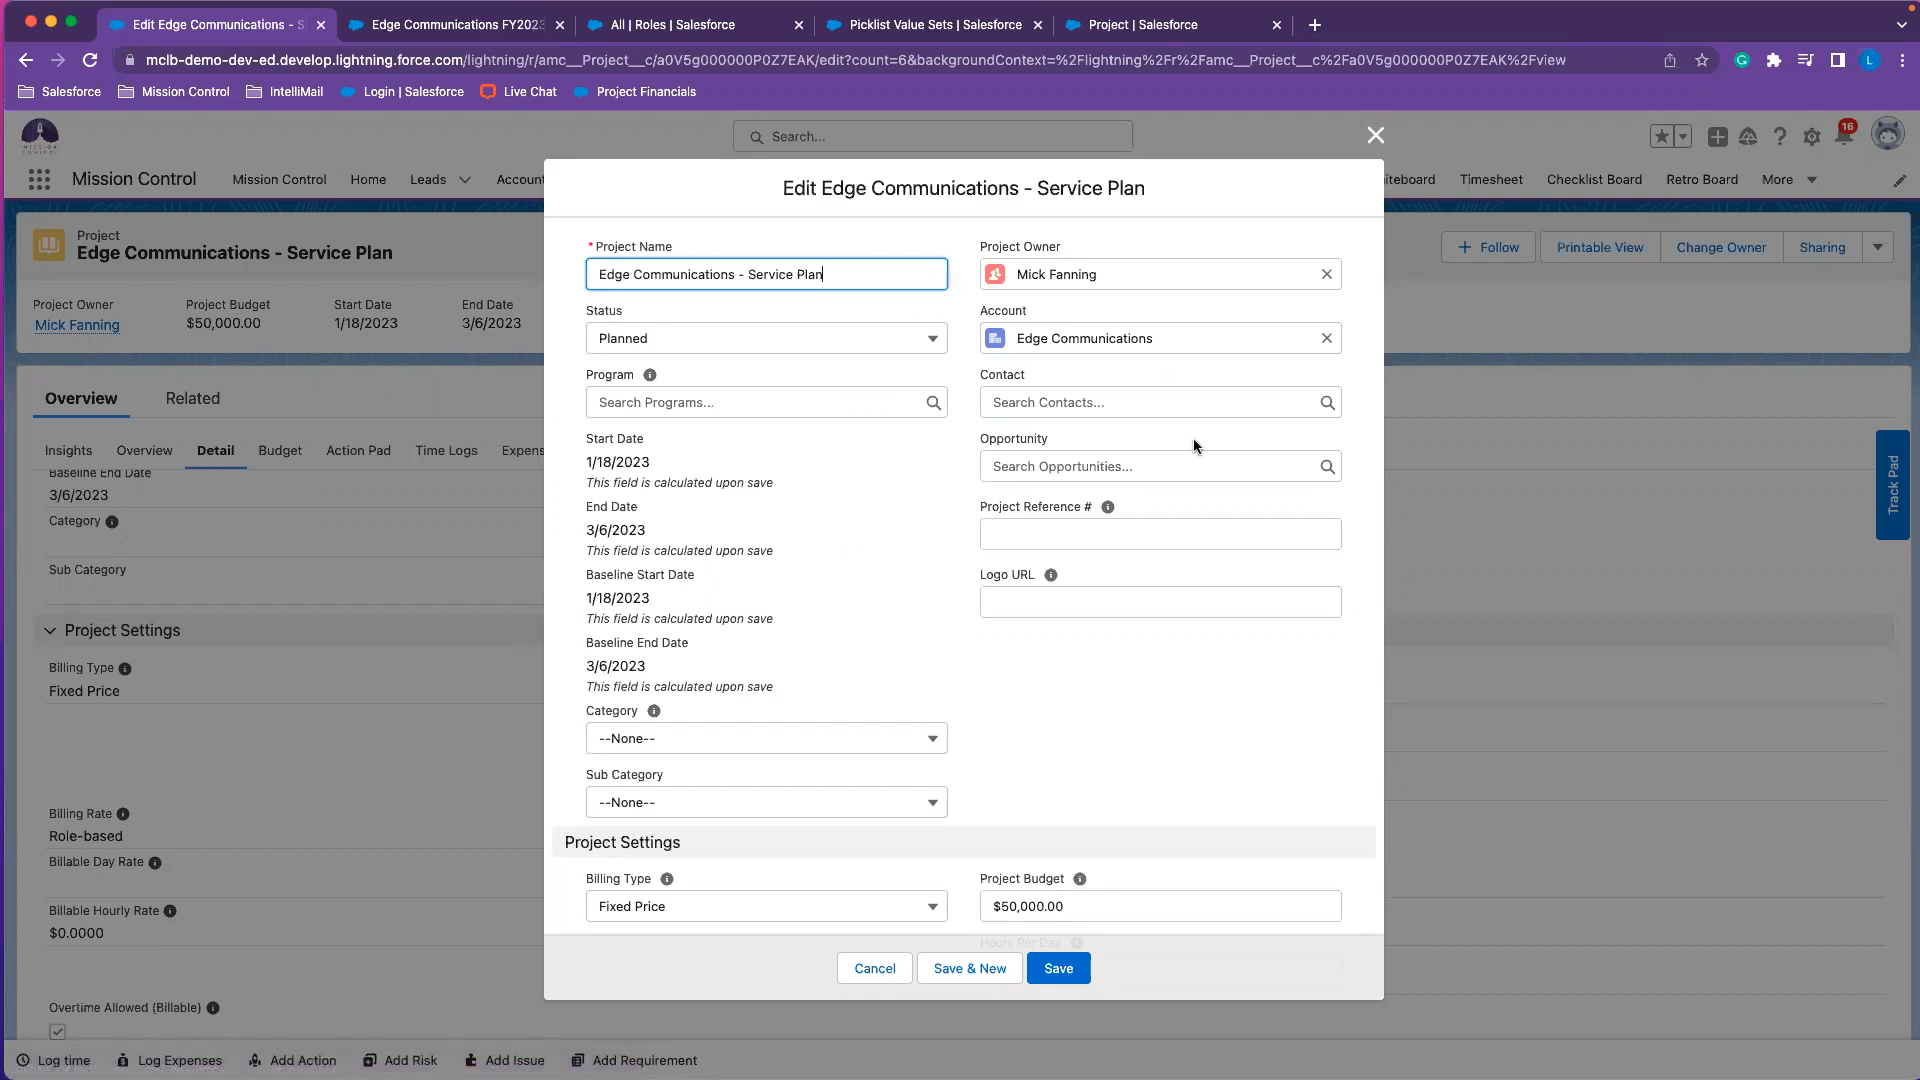 Edit Edge Communications - S
Edge Communications FY2023
All | Roles | Salesforce
Picklist Value Sets | Salesforce
Project | Salesforce
mclb-demo-dev-ed.develop.lightning.force.com/lightning/r/amc__Project__c/a0V5g000000P0Z7EAK/edit?count=6&backgroundContext=%2Flightning%2Fr%2Famc__Project__c%2Fa0V5g000000P0Z7EAK%2Fview
L
Salesforce
Mission Control
IntelliMail
Login | Salesforce
Live Chat
Project Financials
Search...
16
Mission Control
Mission Control
Home
Leads
Account
iteboard
Timesheet
Checklist Board
Retro Board
More
Project
Edge Communications - Service Plan
Follow
Printable View
Change Owner
Sharing
Project Owner
Mick Fanning
Project Budget
$50,000.00
Start Date
1/18/2023
End Date
3/6/2023
Overview
Related
Insights
Overview
Detail
Budget
Action Pad
Time Logs
Expens
Baseline End Date
3/6/2023
Category
Sub Category
Project Settings
Billing Type
Fixed Price
Billing Rate
Role-based
Billable Day Rate
Billable Hourly Rate
$0.0000
Overtime Allowed (Billable)
Edit Edge Communications - Service Plan
*Project Name
Edge Communications - Service Plan
Status
Planned
Program
Search Programs...
Start Date
1/18/2023
This field is calculated upon save
End Date
3/6/2023
This field is calculated upon save
Baseline Start Date
1/18/2023
This field is calculated upon save
Baseline End Date
3/6/2023
This field is calculated upon save
Category
--None--
Sub Category
--None--
Project Owner
Mick Fanning
Account
Edge Communications
Contact
Search Contacts...
Opportunity
Search Opportunities...
Project Reference #
Logo URL
Project Settings
Billing Type
Fixed Price
Project Budget
$50,000.00
Hours Per Day
Cancel
Save & New
Save
Track Pad
Log time
Log Expenses
Add Action
Add Risk
Add Issue
Add Requirement